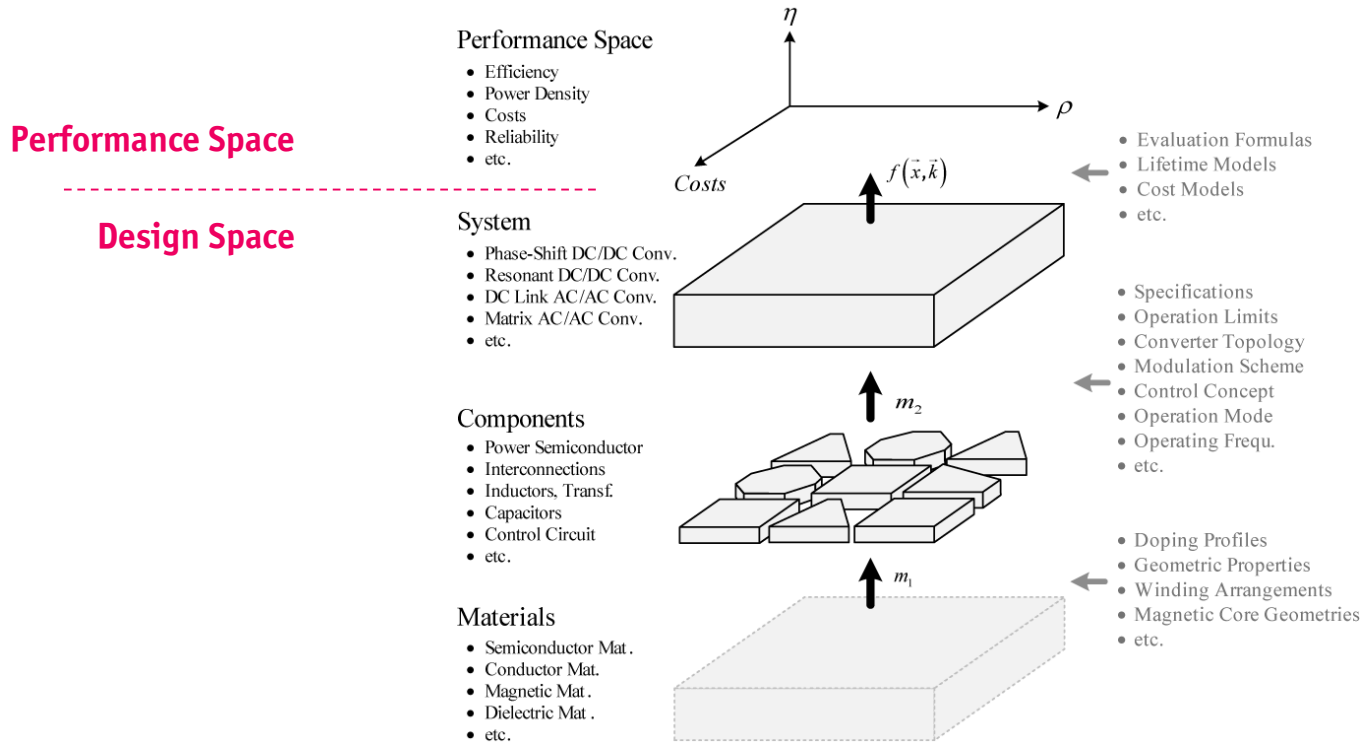 Performance Space
Design Space
Performance Space
• Efficiency
• Power Density
• Costs
• Reliability
• etc.
η
ρ
Costs
f(x⃗,k⃗)
• Evaluation Formulas
• Lifetime Models
• Cost Models
• etc.
System
• Phase-Shift DC/DC Conv.
• Resonant DC/DC Conv.
• DC Link AC/AC Conv.
• Matrix AC/AC Conv.
• etc.
• Specifications
• Operation Limits
• Converter Topology
• Modulation Scheme
• Control Concept
• Operation Mode
• Operating Frequ.
• etc.
m₂
Components
• Power Semiconductor
• Interconnections
• Inductors, Transf.
• Capacitors
• Control Circuit
• etc.
m₁
• Doping Profiles
• Geometric Properties
• Winding Arrangements
• Magnetic Core Geometries
• etc.
Materials
• Semiconductor Mat.
• Conductor Mat.
• Magnetic Mat.
• Dielectric Mat.
• etc.